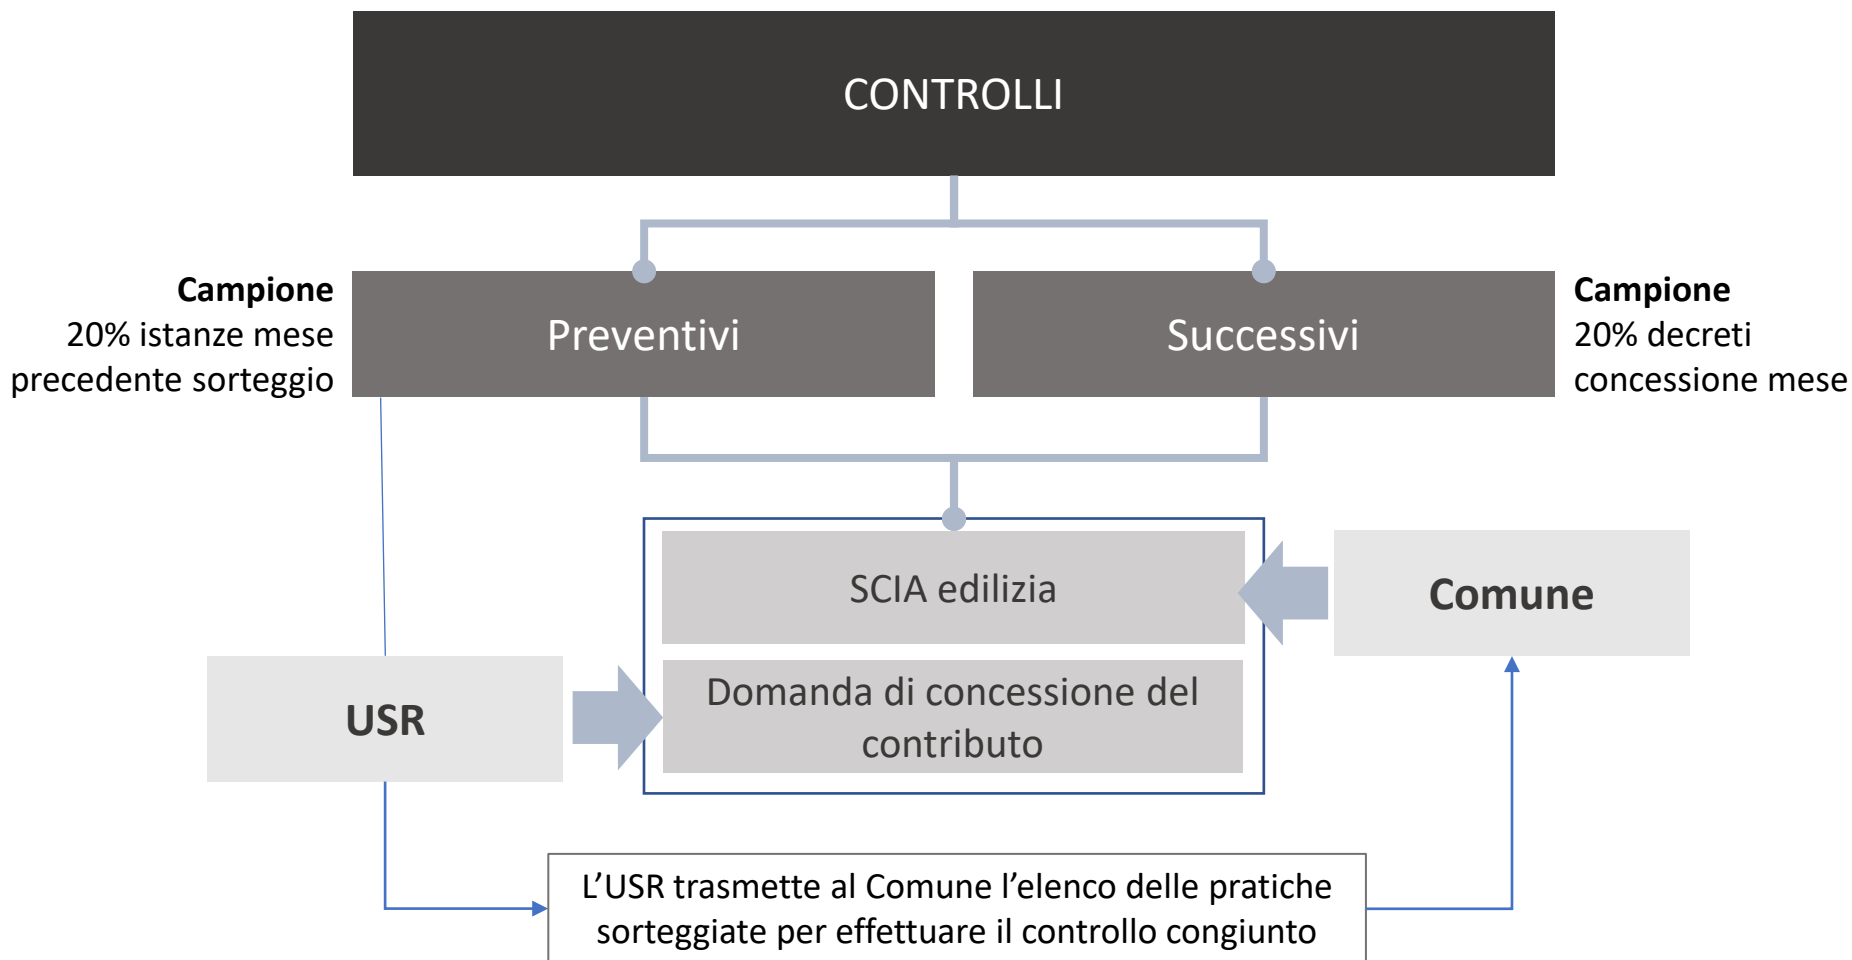 CONTROLLI
Campione
20% istanze mese
precedente sorteggio
Preventivi
Successivi
Campione
20% decreti
concessione mese
SCIA edilizia
Comune
USR
Domanda di concessione del
contributo
L’USR trasmette al Comune l’elenco delle pratiche
sorteggiate per effettuare il controllo congiunto